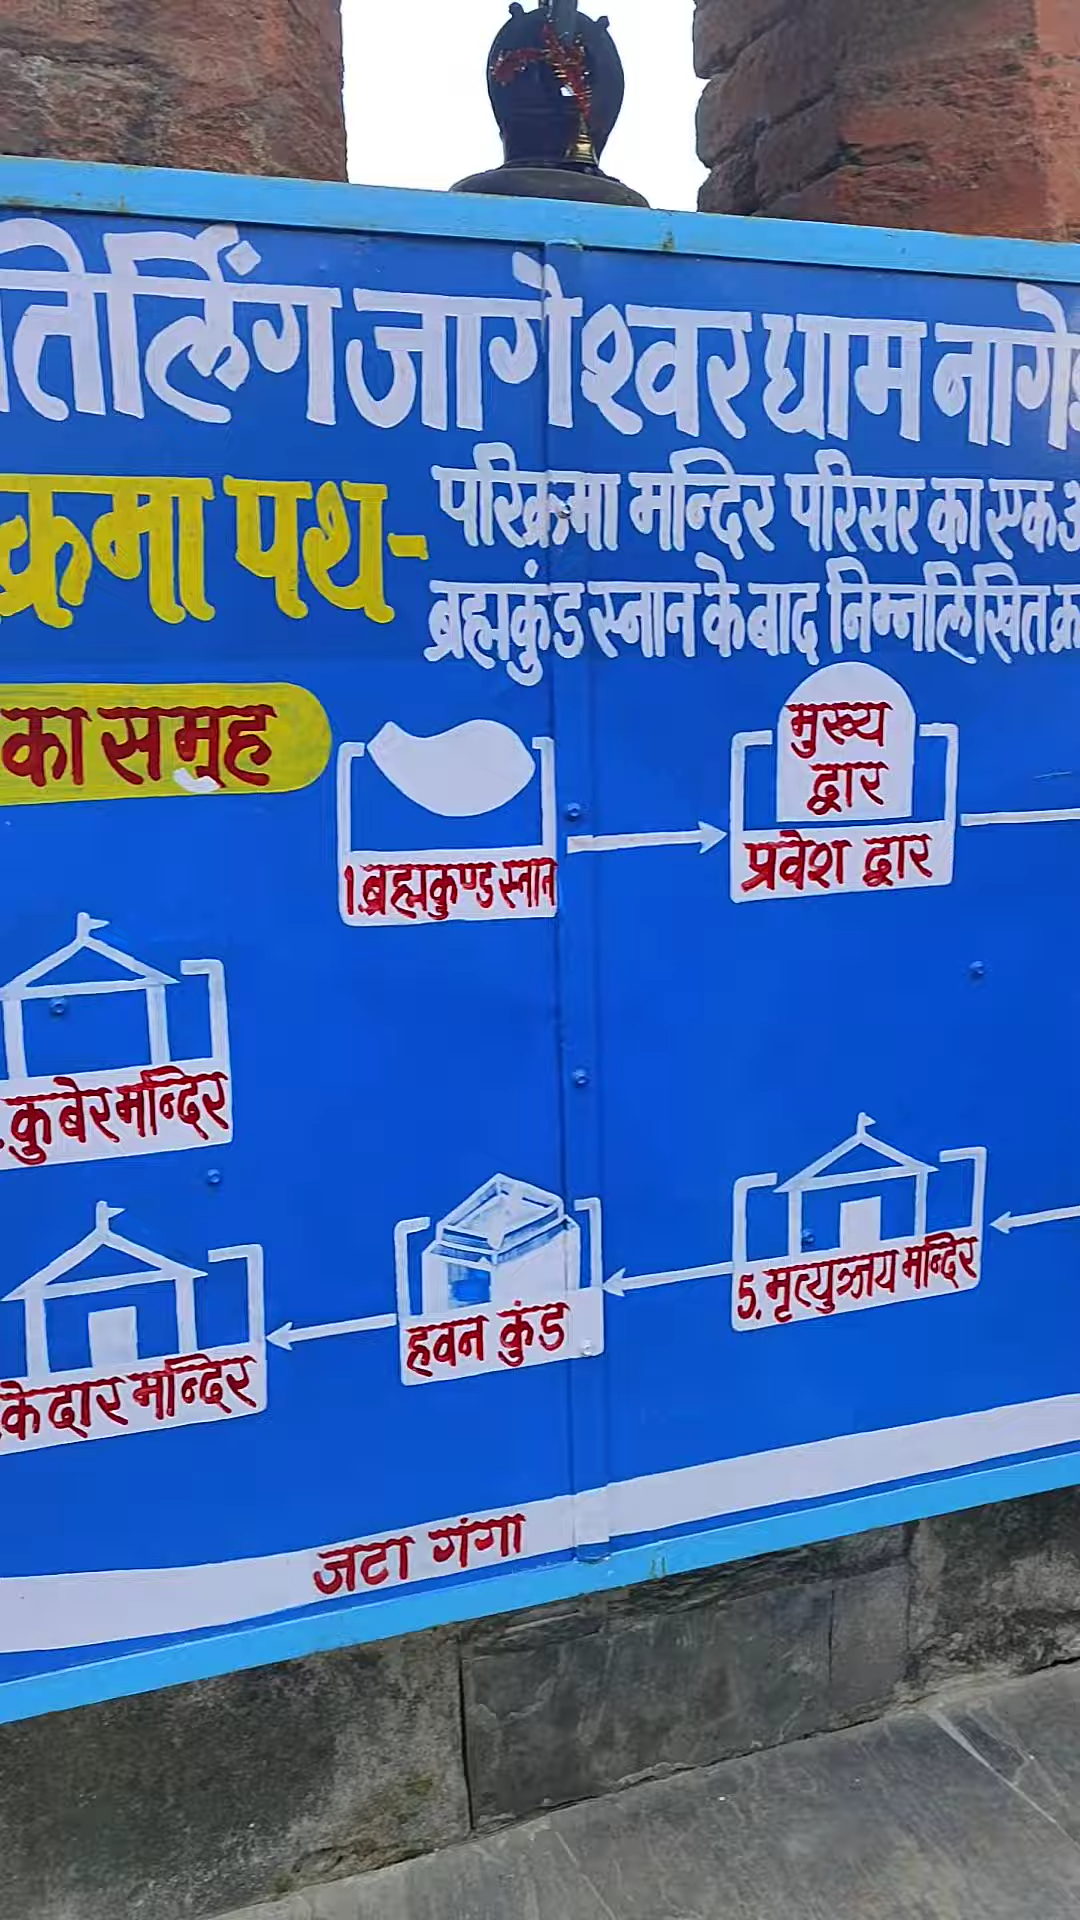 तिर्लिंग जागेश्वर धाम नागे
क्रमा पथ-
परिक्रमा मन्दिर परिसर का एक
ब्रह्मकुंड स्नान के बाद निम्नलिखित क्र
का समुह
मुख्य
द्वार
1. ब्रह्मकुण्ड स्नान
प्रवेश द्वार
.कुबेर मन्दिर
5. मृत्युञ्जय मन्दिर
हवन कुंड
केदार मन्दिर
जटा गंगा